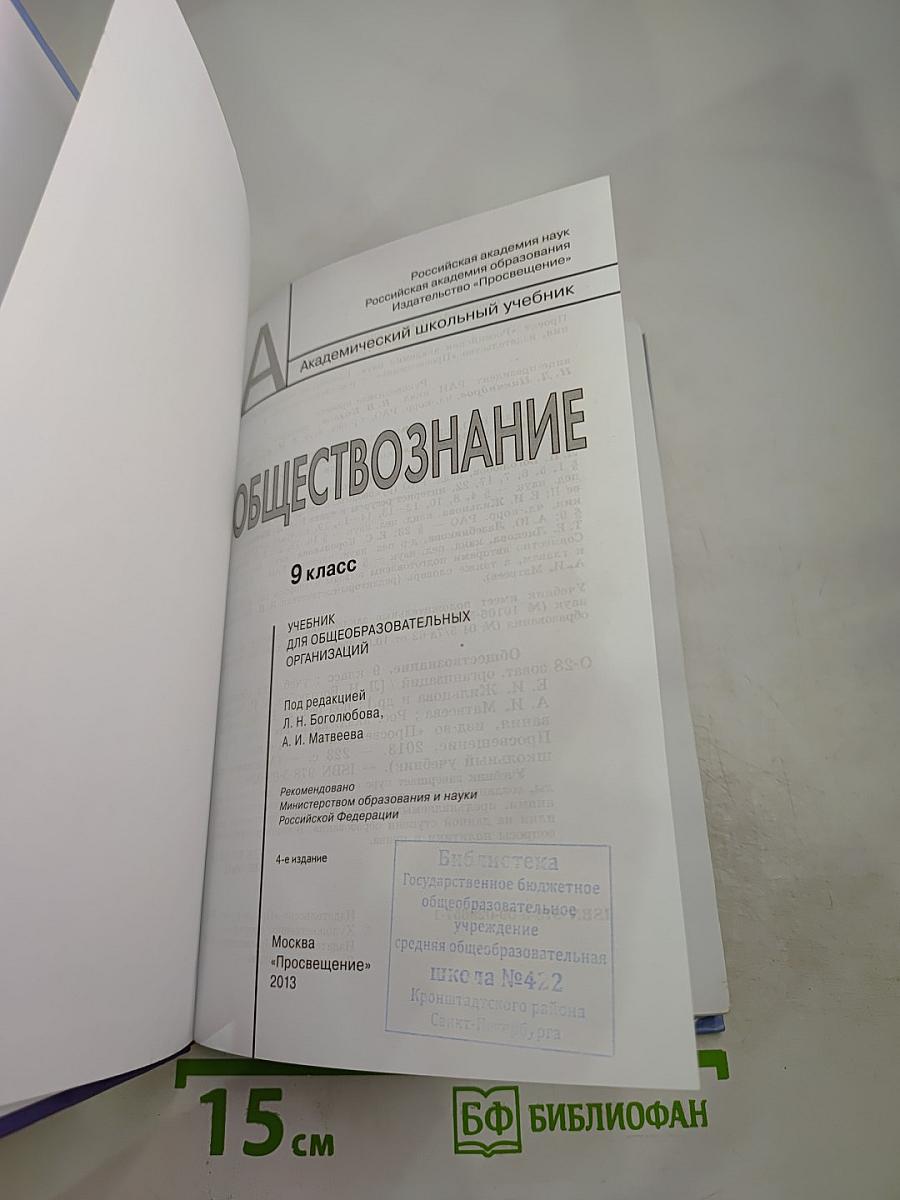 Российская академия наук
Российская академия образования
Издательство «Просвещение»
А
Академический школьный учебник
ОБЩЕСТВОЗНАНИЕ
9 класс
УЧЕБНИК
ДЛЯ ОБЩЕОБРАЗОВАТЕЛЬНЫХ
ОРГАНИЗАЦИЙ
Под редакцией
Л. Н. Боголюбова,
А. И. Матвеева
Рекомендовано
Министерством образования и науки
Российской Федерации
4-е издание
Москва
«Просвещение»
2013
Библиотека
Государственное бюджетное
общеобразовательное
учреждение
средняя общеобразовательная
школа №422
Кронштадтского района
Санкт-Петербурга
15 см
БФ БИБЛИОФАН